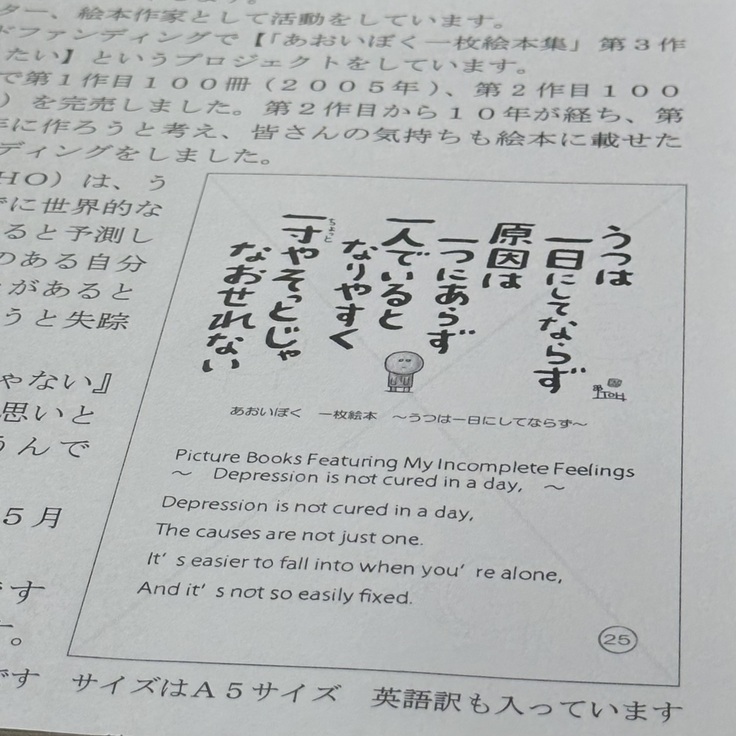 ター、絵本作家として活動をしています。
ドファンディングで【「あおいぼく一枚絵本集」第３作
たい】というプロジェクトをしています。
で第１作目１００冊（２００５年）、第２作目１００
）を完売しました。第２作目から１０年が経ち、第
年に作ろうと考え、皆さんの気持ちも絵本に載せた
ディングをしました。
HO）は、う
でに世界的な
ると予測し
のある自分
があると
うと失踪
ゃない』
思いと
うんで
５月
です
す。
です
うつは
一日にしてならず
原因は
一つにあらず
一人でいると
なりやすく
一寸やそっとじゃ
ちょっと
なおせれない
あおいぼく　一枚絵本　～うつは一日にしてならず～
Picture Books Featuring My Incomplete Feelings
～ Depression is not cured in a day, ～
Depression is not cured in a day,
The causes are not just one.
It's easier to fall into when you're alone,
And it's not so easily fixed.
25
サイズはＡ５サイズ　英語訳も入っています